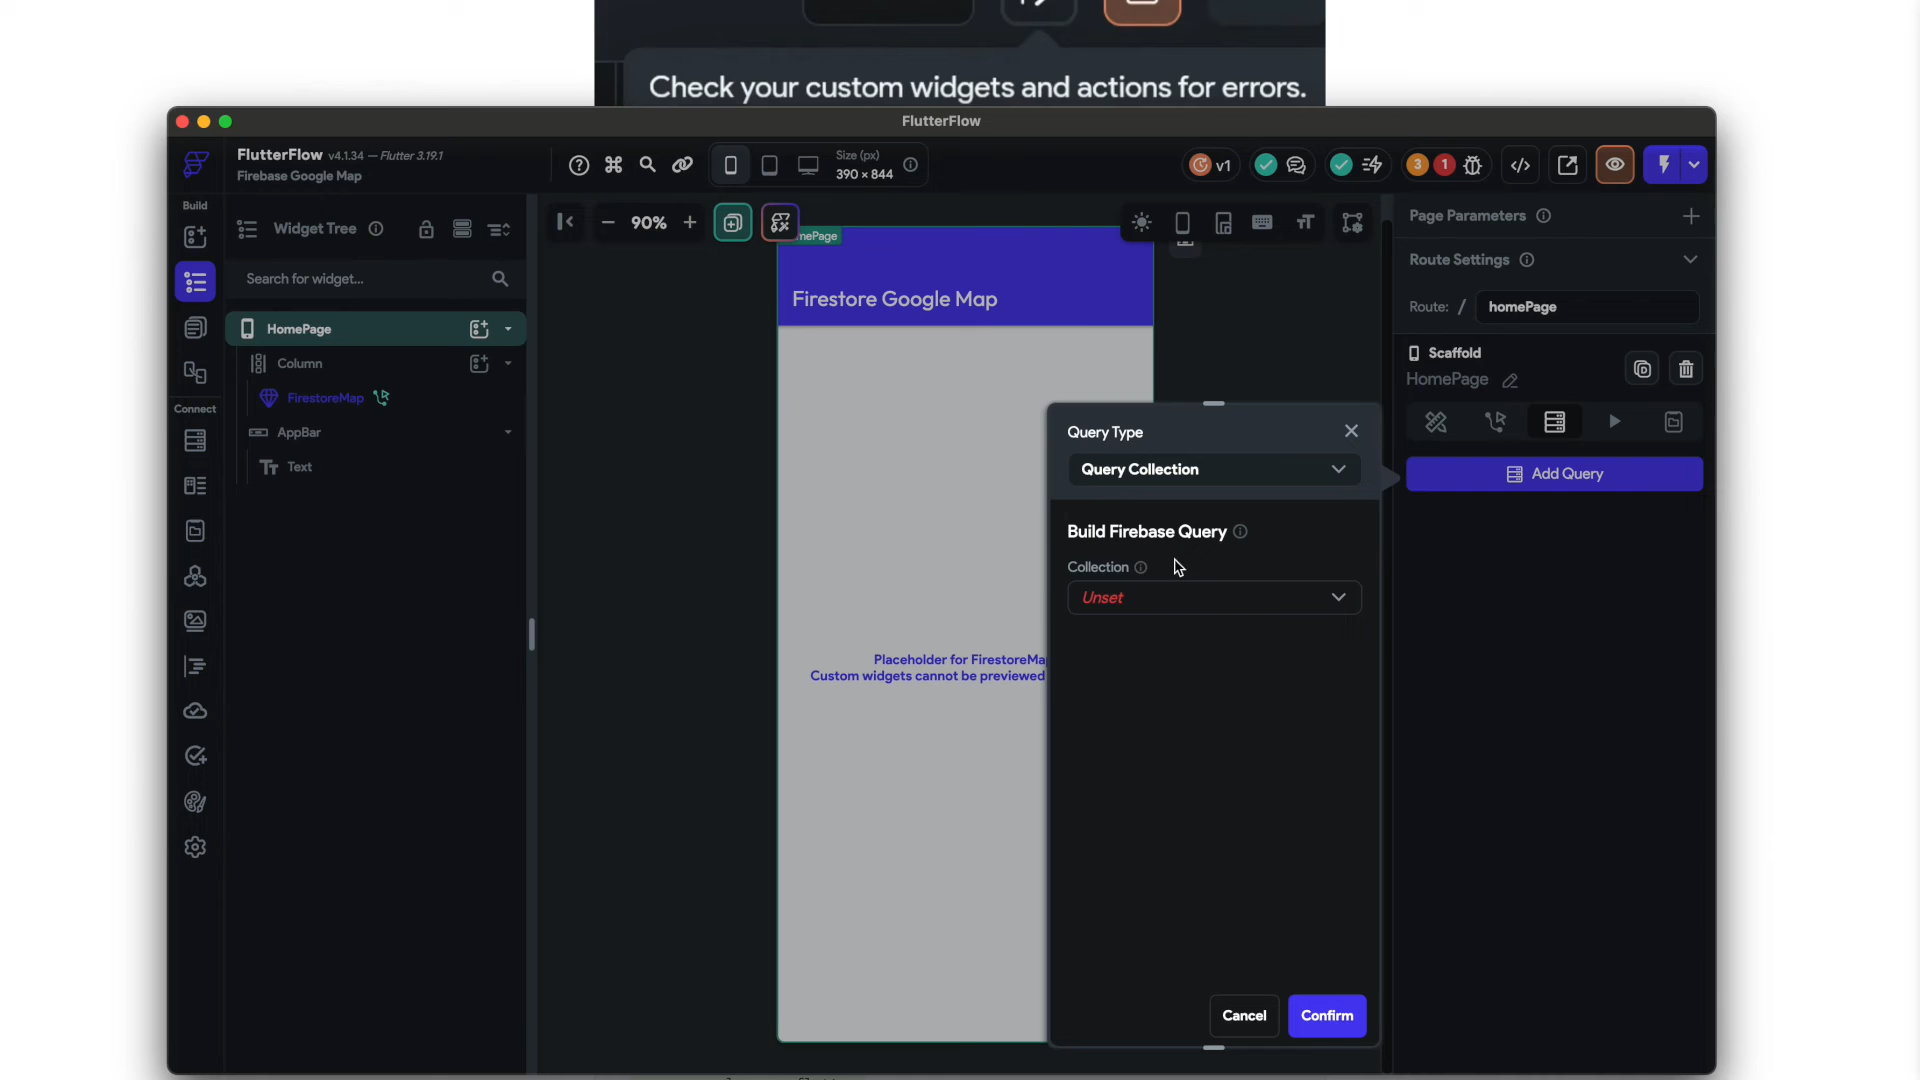 Check your custom widgets and actions for errors.
FlutterFlow
FlutterFlow v4.1.34 — Flutter 3.19.1
Firebase Google Map
Size (px)
390 × 844
v1
3
1
Build
Widget Tree
90%
mePage
Page Parameters
Route Settings
Search for widget...
Route: / homePage
Firestore Google Map
HomePage
Column
FirestoreMap
AppBar
Text
Connect
Scaffold
HomePage
Add Query
Query Type
Query Collection
Build Firebase Query
Collection
Unset
Placeholder for FirestoreMap
Custom widgets cannot be previewed
Cancel
Confirm